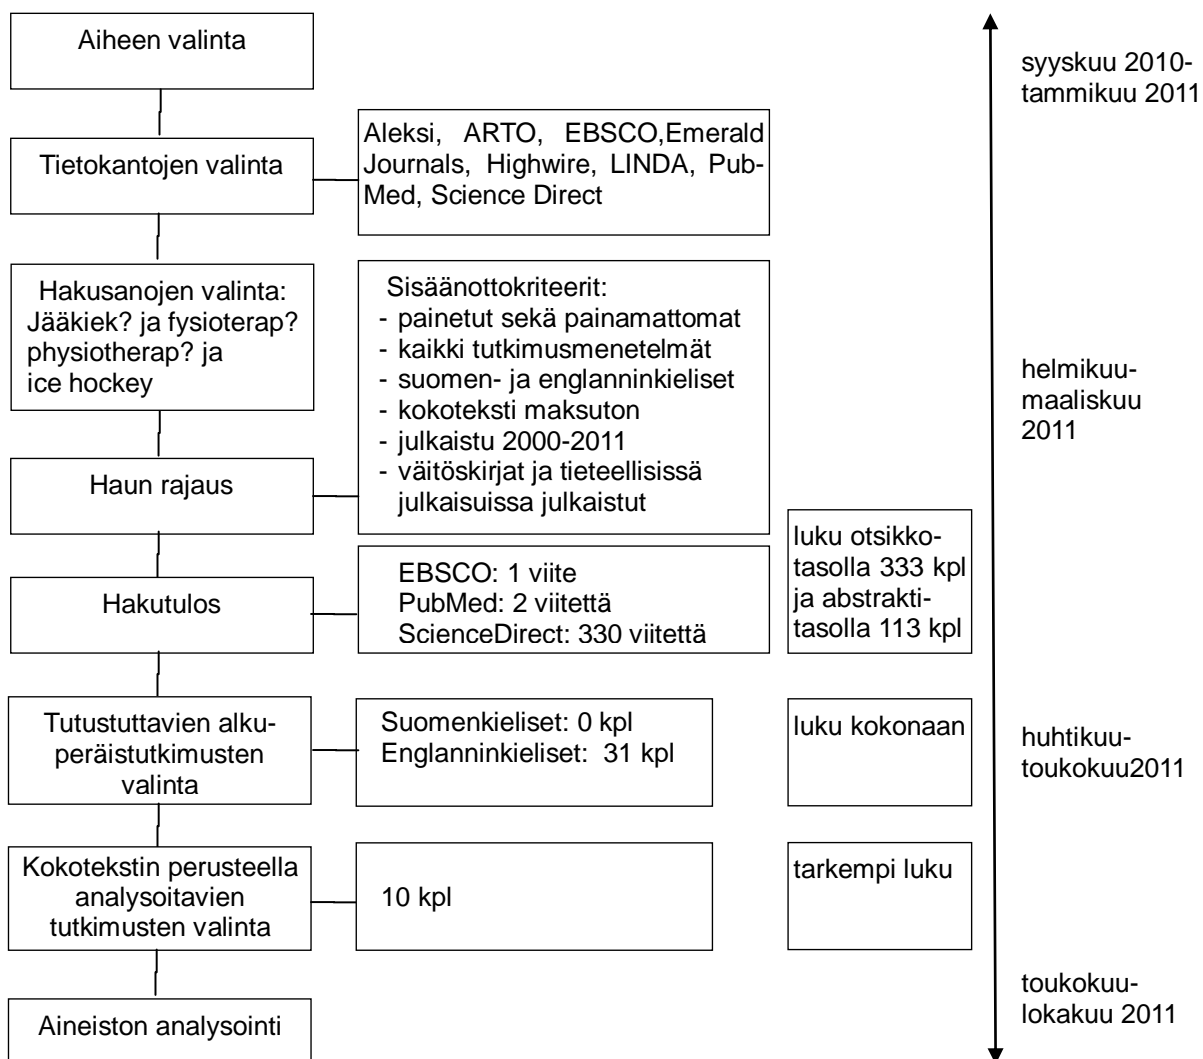 Aiheen valinta
syyskuu 2010-
tammikuu 2011
Tietokantojen valinta
Aleksi, ARTO, EBSCO,Emerald
Journals, Highwire, LINDA, Pub-
Med, Science Direct
Hakusanojen valinta:
Jääkiek? ja fysioterap?
physiotherap? ja
ice hockey
Sisäänottokriteerit:
- painetut sekä painamattomat
- kaikki tutkimusmenetelmät
- suomen- ja englanninkieliset
- kokoteksti maksuton
- julkaistu 2000-2011
- väitöskirjat ja tieteellisissä
julkaisuissa julkaistut
helmikuu-
maaliskuu
2011
Haun rajaus
Hakutulos
EBSCO: 1 viite
PubMed: 2 viitettä
ScienceDirect: 330 viitettä
luku otsikko-
tasolla 333 kpl
ja abstrakti-
tasolla 113 kpl
Tutustuttavien alku-
peräistutkimusten
valinta
Suomenkieliset: 0 kpl
Englanninkieliset: 31 kpl
luku kokonaan
huhtikuu-
toukokuu2011
Kokotekstin perusteella
analysoitavien
tutkimusten valinta
10 kpl
tarkempi luku
Aineiston analysointi
toukokuu-
lokakuu 2011